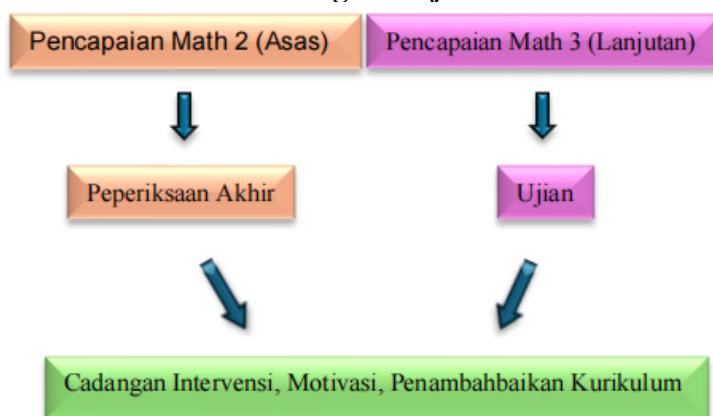 Pencapaian Math 2 (Asas)
Pencapaian Math 3 (Lanjutan)
Peperiksaan Akhir
Ujian
Cadangan Intervensi, Motivasi, Penambahbaikan Kurikulum